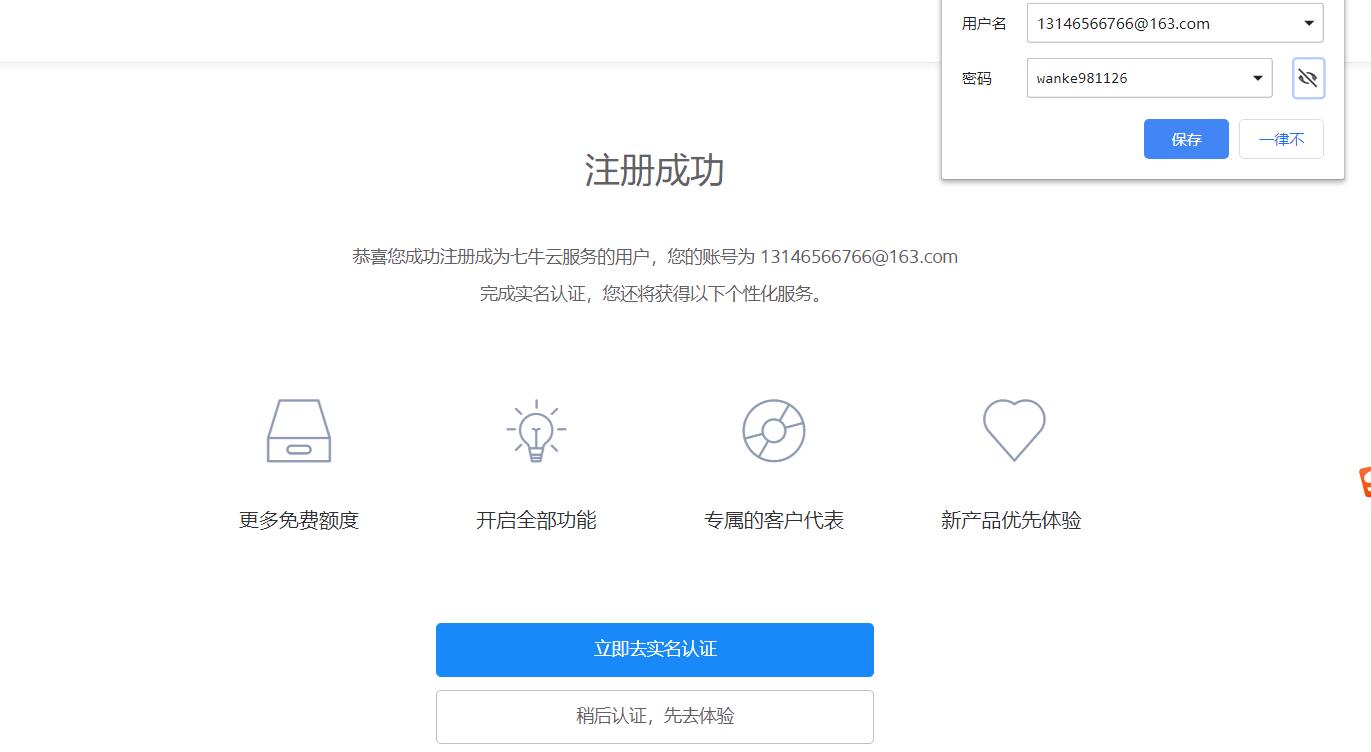 用户名
13146566766@163.com
密码
wanke981126
保存
一律不
注册成功
恭喜您成功注册成为七牛云服务的用户，您的账号为 13146566766@163.com
完成实名认证，您还将获得以下个性化服务。
更多免费额度
开启全部功能
专属的客户代表
新产品优先体验
立即去实名认证
稍后认证，先去体验